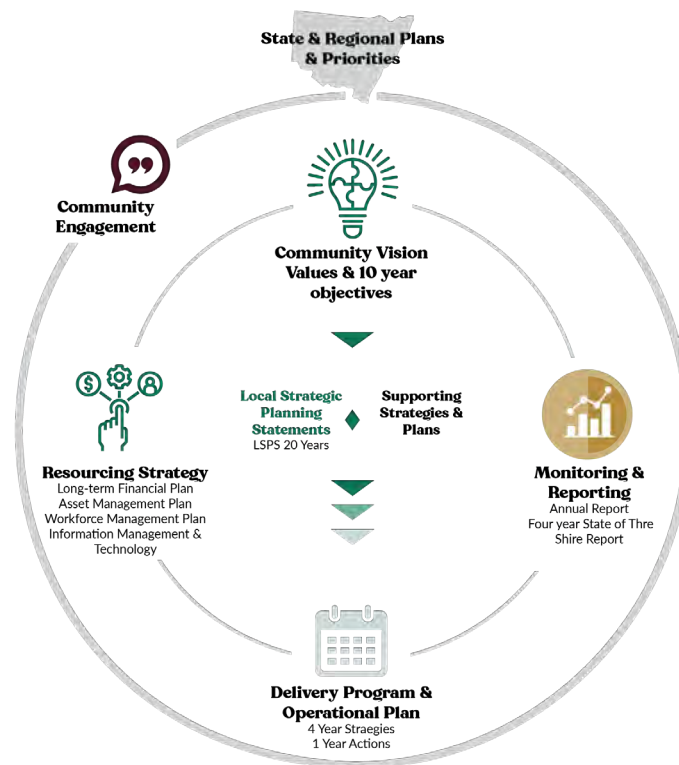 State & Regional Plans
& Priorities
Community
Engagement
Community Vision
Values & 10 year
objectives
Local Strategic
Planning
Statements
LSPS 20 Years
Supporting
Strategies &
Plans
Resourcing Strategy
Long-term Financial Plan
Asset Management Plan
Workforce Management Plan
Information Management &
Technology
Monitoring &
Reporting
Annual Report
Four year State of Thre
Shire Report
Delivery Program &
Operational Plan
4 Year Straegies
1 Year Actions